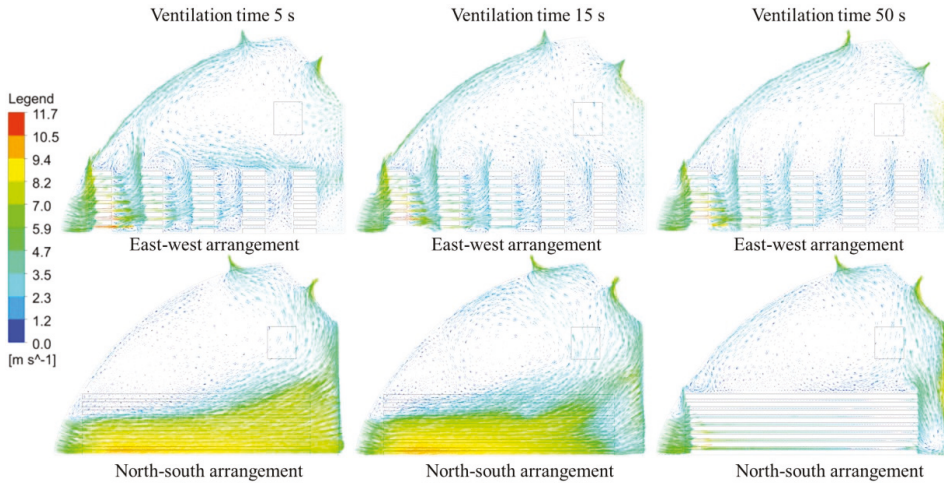 Ventilation time 5 s
Ventilation time 15 s
Ventilation time 50 s
Legend
11.7
10.5
9.4
8.2
7.0
5.9
4.7
3.5
2.3
1.2
0.0
[m s^-1]
East-west arrangement
East-west arrangement
East-west arrangement
North-south arrangement
North-south arrangement
North-south arrangement